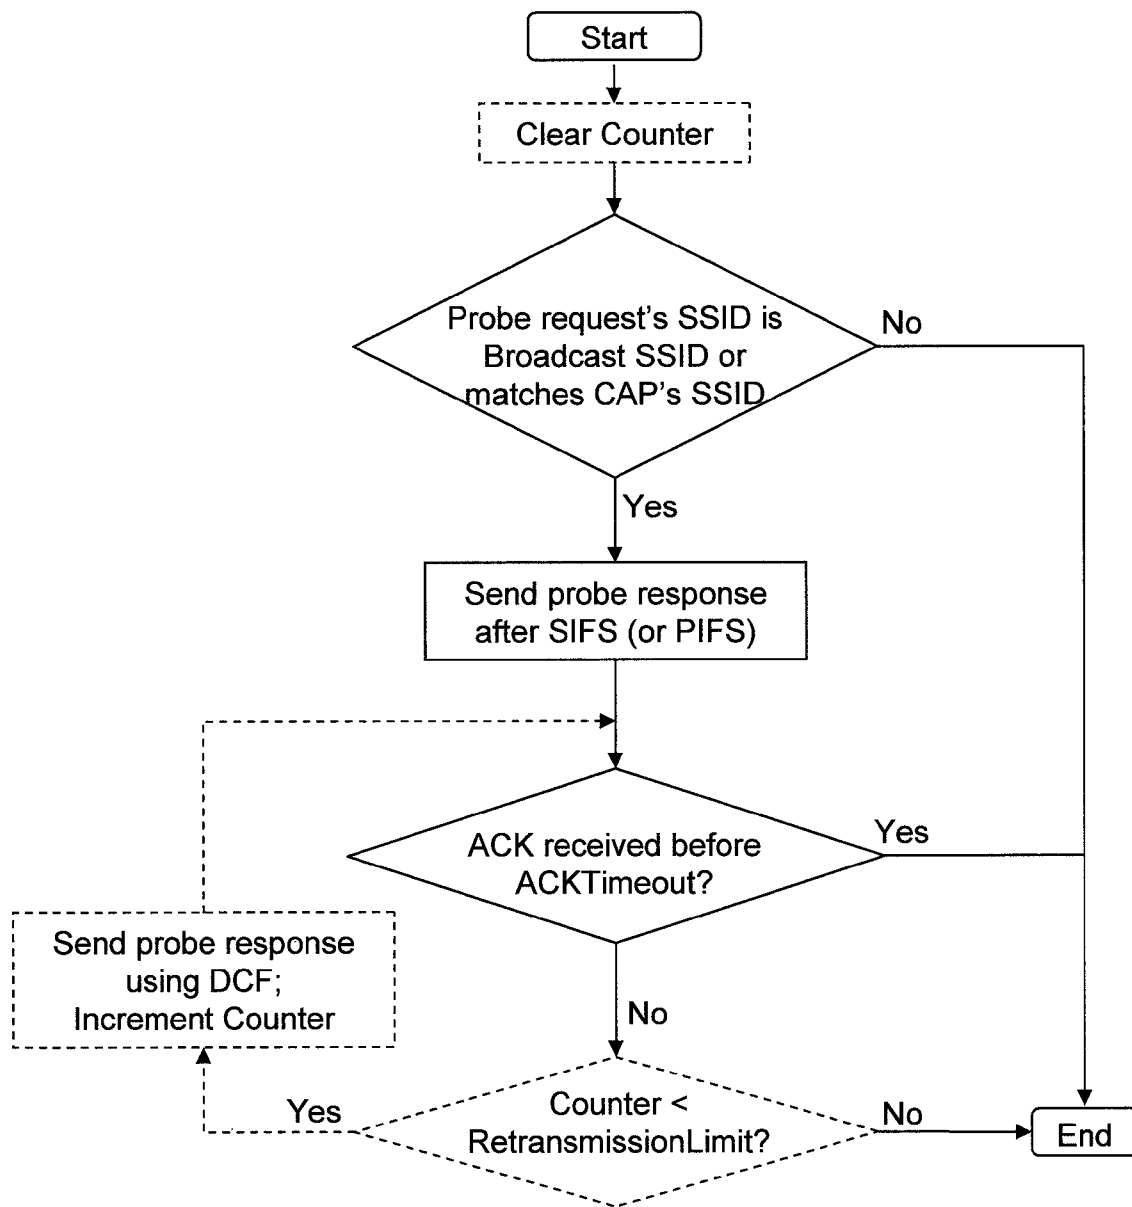 Start
Clear Counter
Probe request's SSID is
Broadcast SSID or
matches CAP's SSID
No
Yes
Send probe response
after SIFS (or PIFS)
ACK received before
ACKTimeout?
Yes
Send probe response
using DCF;
Increment Counter
No
Counter <
RetransmissionLimit?
Yes
No
End